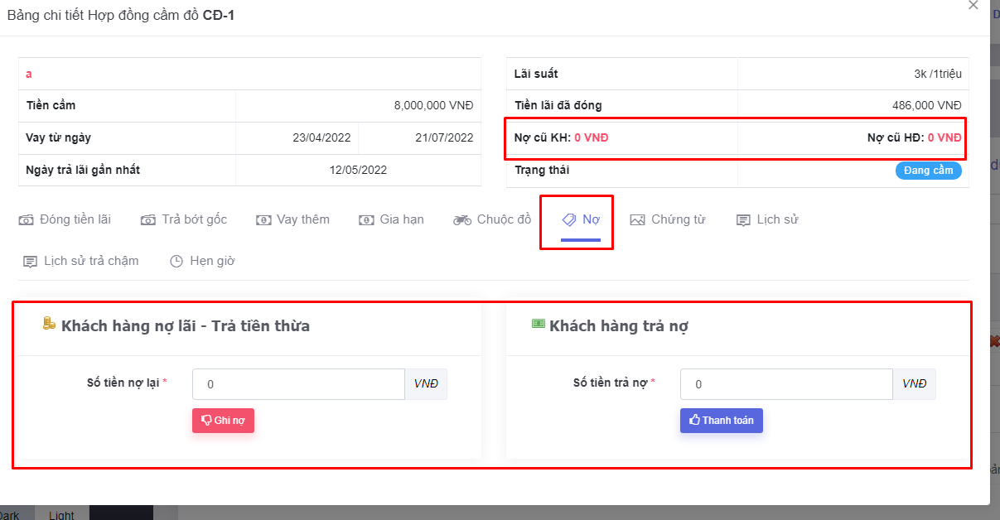 Bảng chi tiết Hợp đồng cầm đồ CĐ-1
a
Tiền cầm 8,000,000 VNĐ
Vay từ ngày 23/04/2022 21/07/2022
Ngày trả lãi gần nhất 12/05/2022
Lãi suất 3k /1triệu
Tiền lãi đã đóng 486,000 VNĐ
Nợ cũ KH: 0 VNĐ Nợ cũ HĐ: 0 VNĐ
Trạng thái Đang cầm
Đóng tiền lãi Trả bớt gốc Vay thêm Gia hạn Chuộc đồ Nợ Chứng từ Lịch sử
Lịch sử trả chậm Hẹn giờ
Khách hàng nợ lãi - Trả tiền thừa
Số tiền nợ lại * 0 VNĐ
Ghi nợ
Khách hàng trả nợ
Số tiền trả nợ * 0 VNĐ
Thanh toán
Light